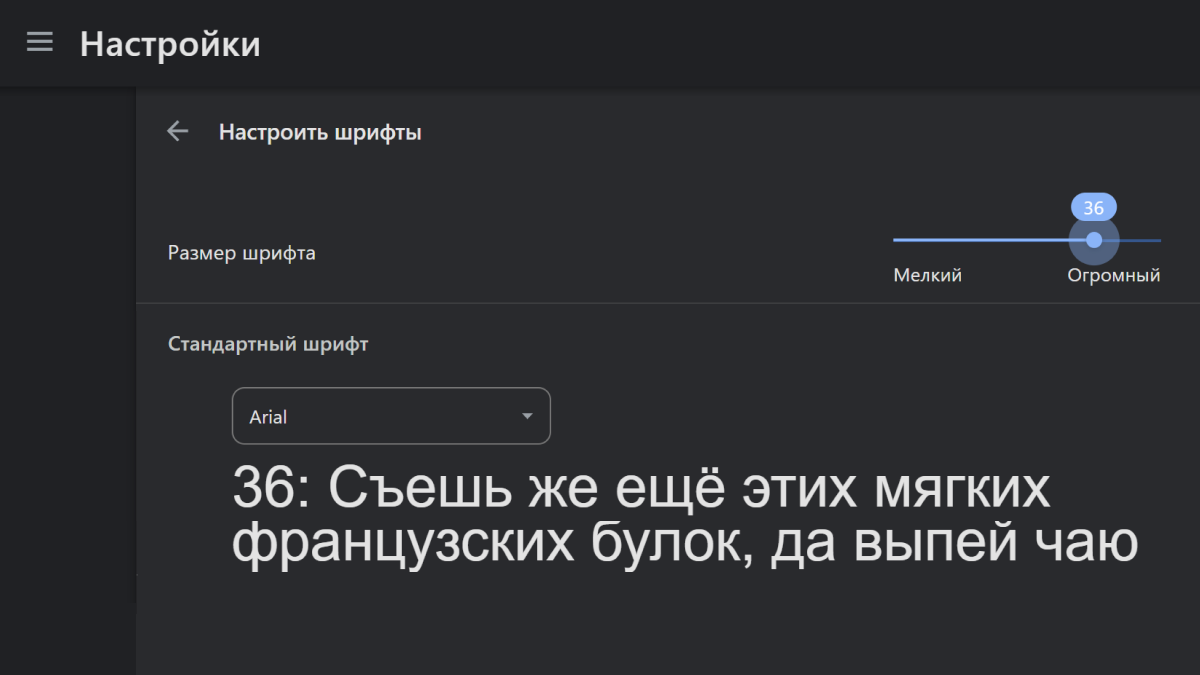 Настройки
Настроить шрифты
36
Размер шрифта
Мелкий
Огромный
Стандартный шрифт
Arial
36: Съешь же ещё этих мягких
французских булок, да выпей чаю